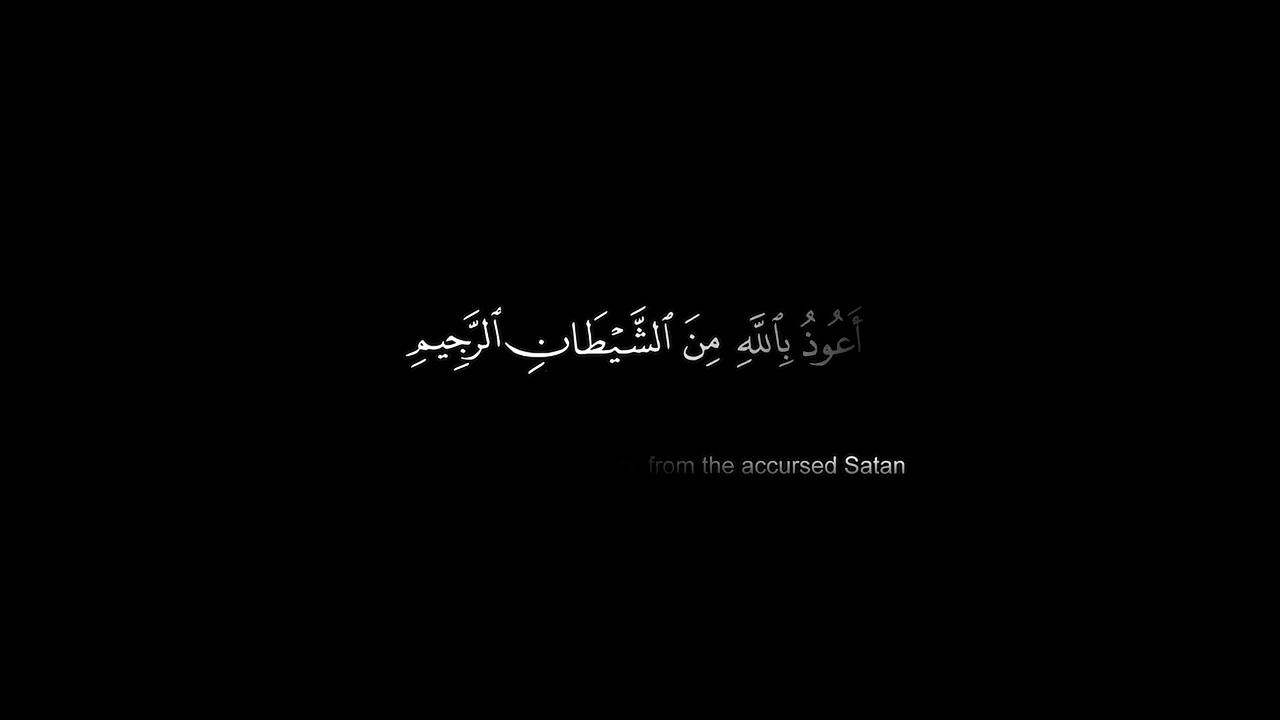 أَعُوذُ بِٱللَّهِ مِنَ ٱلشَّيْطَانِ ٱلرَّجِيمِ
from the accursed Satan